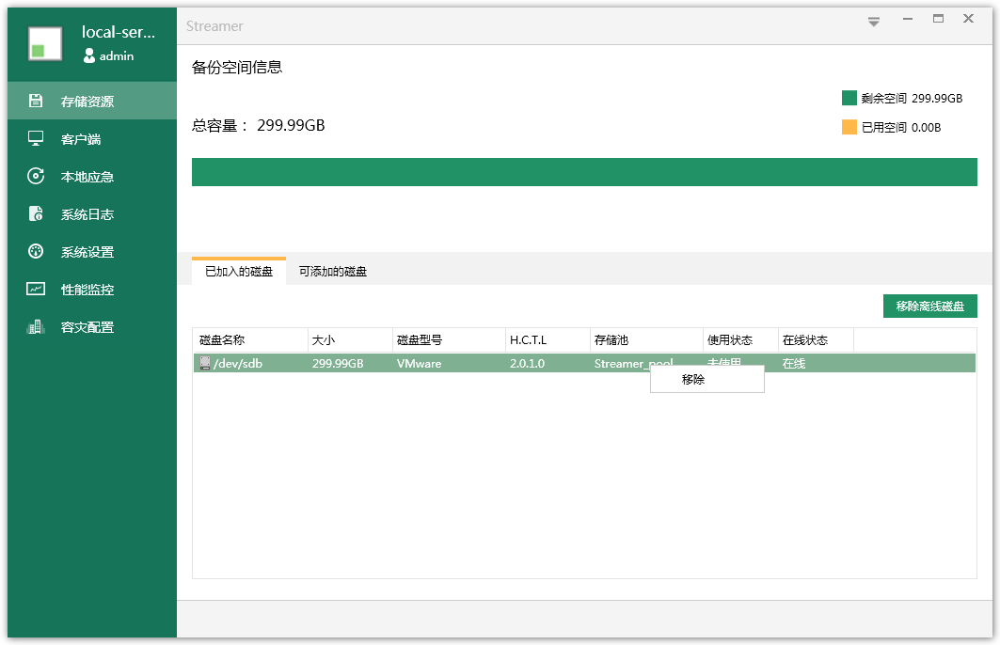 local-ser...
admin
存储资源
客户端
本地应急
系统日志
系统设置
性能监控
容灾配置
Streamer
备份空间信息
总容量： 299.99GB
剩余空间 299.99GB
已用空间 0.00B
已加入的磁盘 可添加的磁盘
移除离线磁盘
磁盘名称 大小 磁盘型号 H.C.T.L 存储池 使用状态 在线状态
/dev/sdb 299.99GB VMware 2.0.1.0 Streamer_pool 未使用 在线
移除